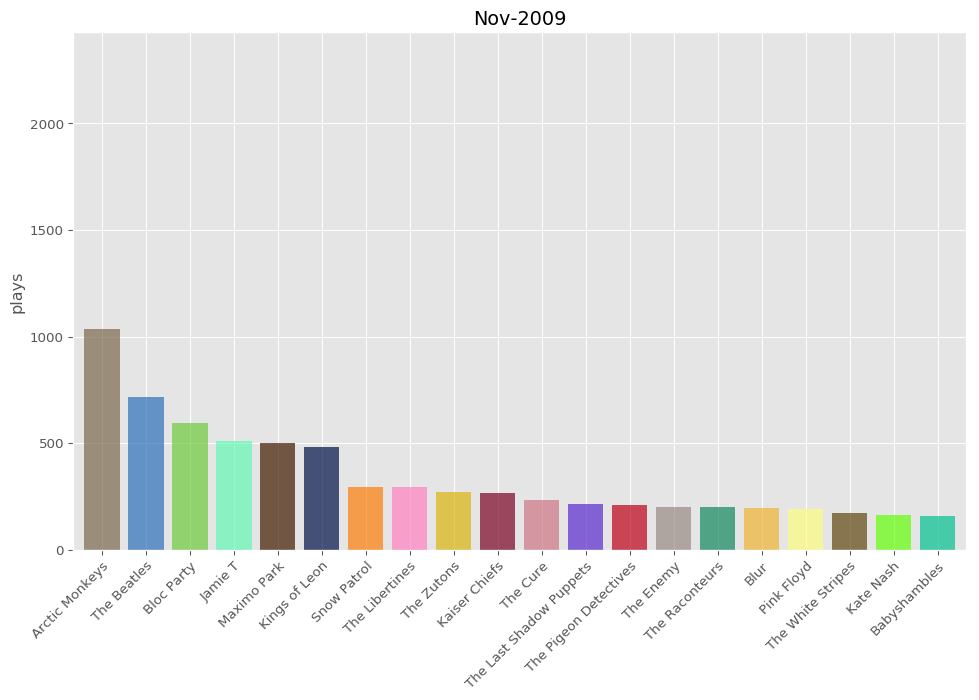 Nov-2009
2000
1500
1000
500
0
plays
Arctic Monkeys
The Beatles
Bloc Party
Jamie T
Maximo Park
Kings of Leon
Snow Patrol
The Libertines
The Zutons
Kaiser Chiefs
The Cure
The Last Shadow Puppets
The Pigeon Detectives
The Enemy
The Raconteurs
Blur
Pink Floyd
The White Stripes
Kate Nash
Babyshambles